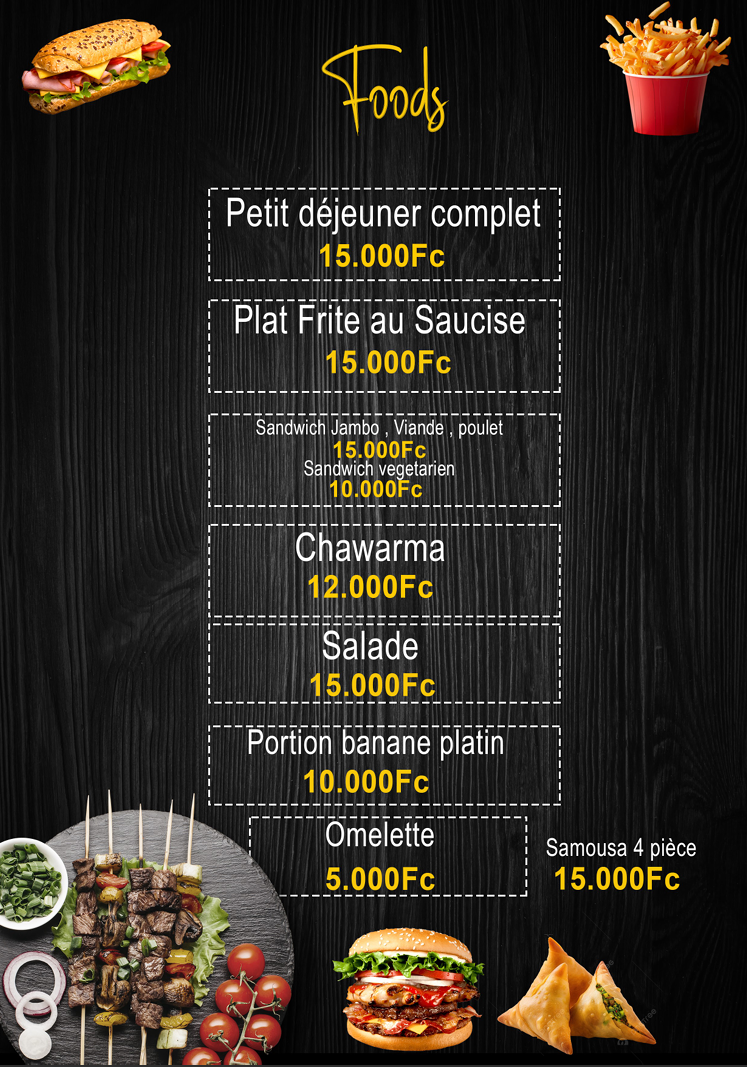 Foods
Petit déjeuner complet
15.000Fc
Plat Frite au Saucise
15.000Fc
Sandwich Jambo , Viande , poulet
15.000Fc
Sandwich vegetarien
10.000Fc
Chawarma
12.000Fc
Salade
15.000Fc
Portion banane platin
10.000Fc
Omelette
5.000Fc
Samousa 4 pièce
15.000Fc